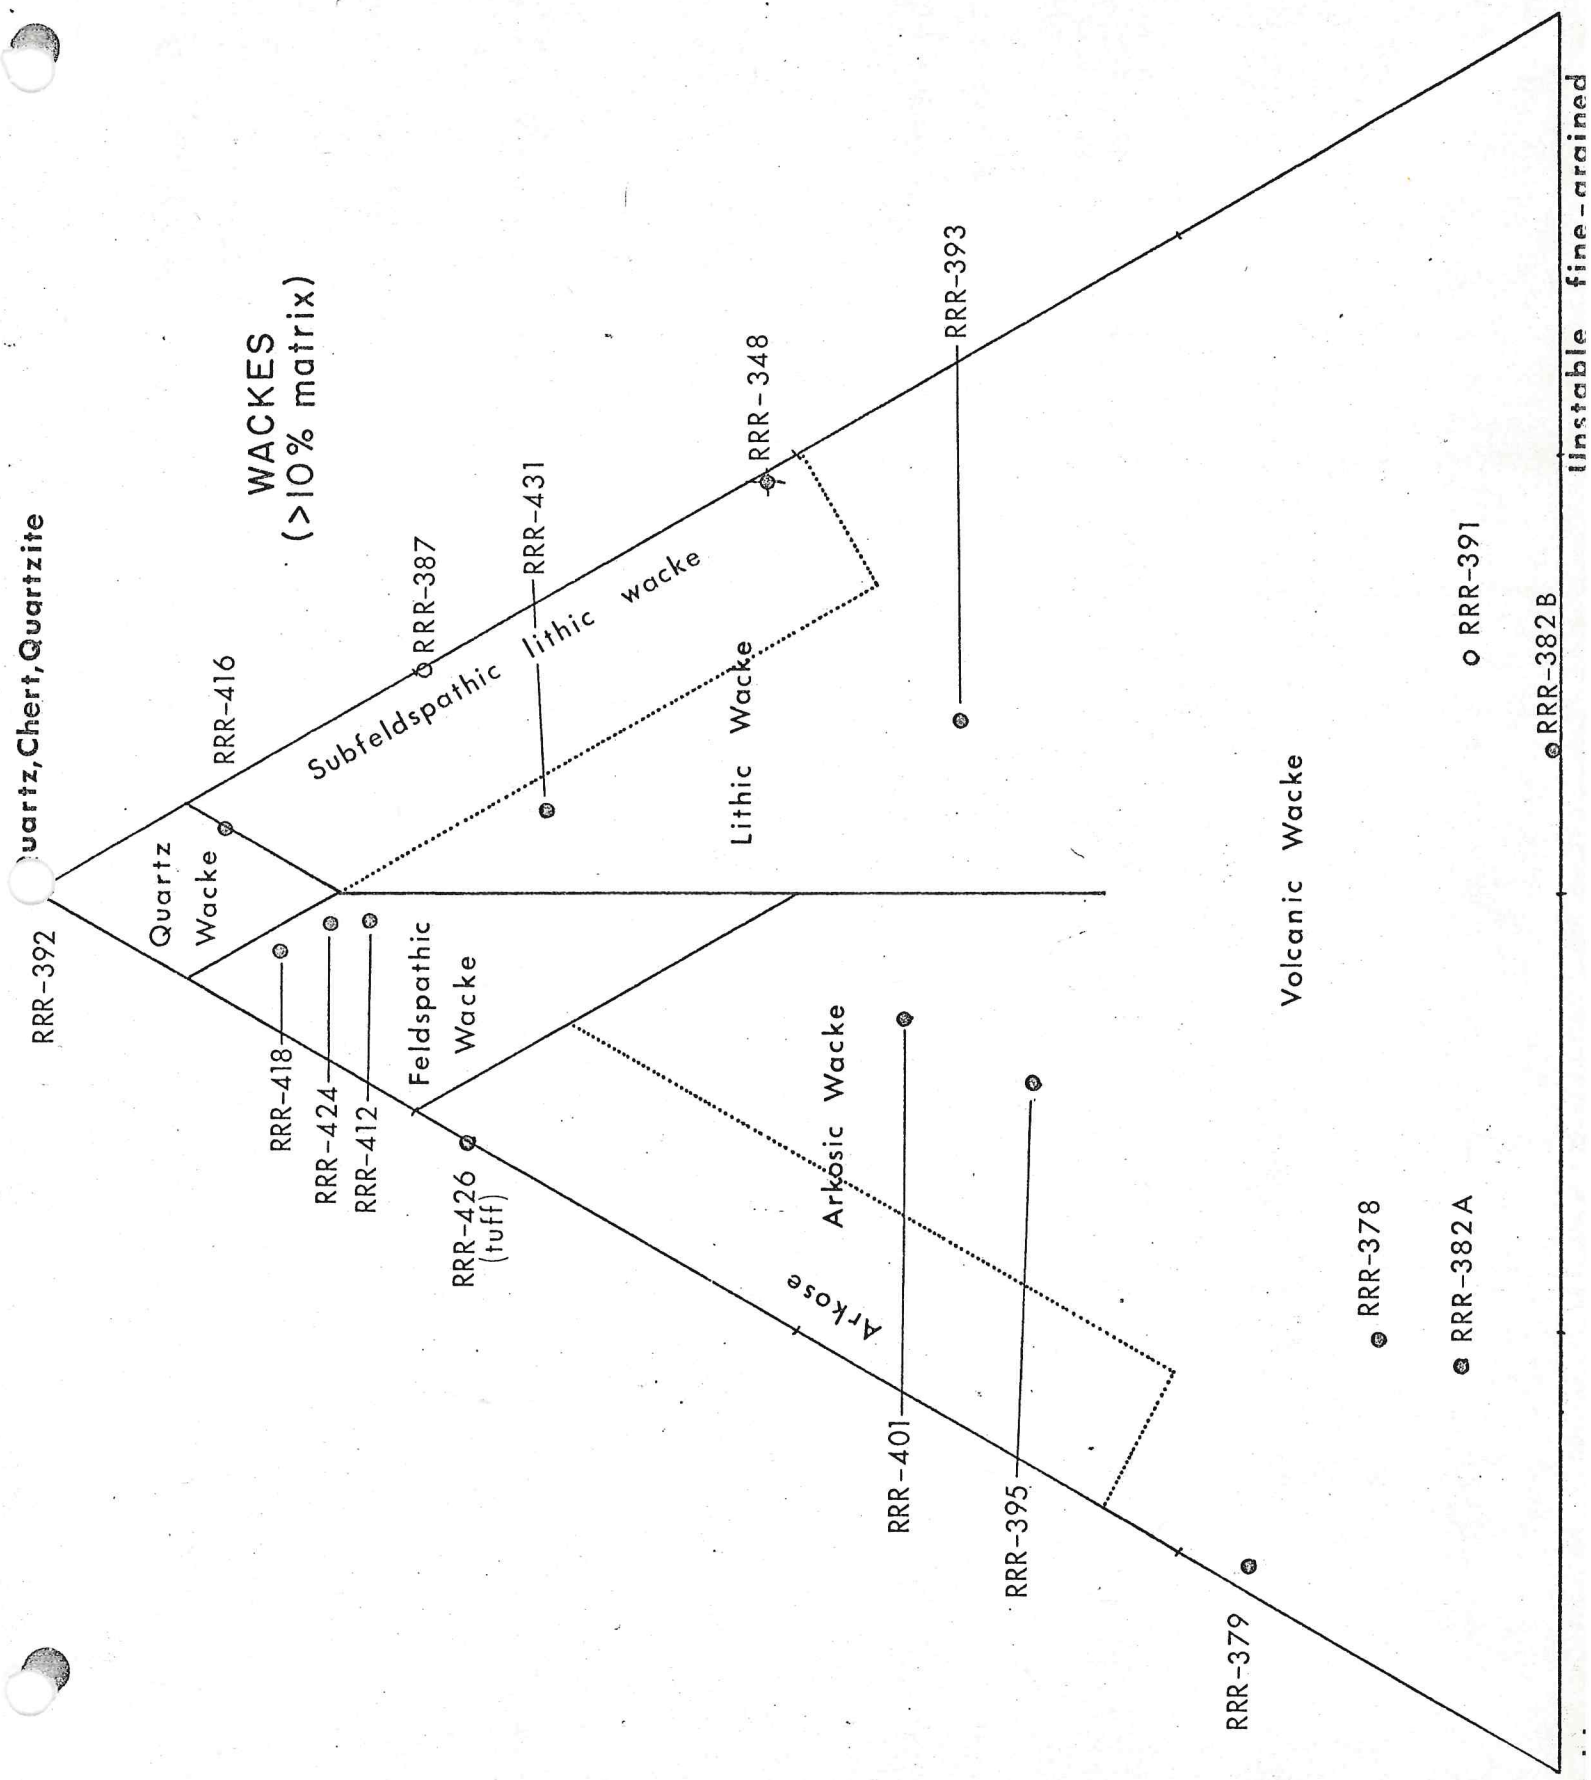 uartz, Chert, Quartzite
RRR-392
WACKES
(>10% matrix)
RRR-416
Quartz
Wacke
RRR-418
RRR-424
RRR-412
RRR-387
Subfeldspathic lithic wacke
RRR-431
Feldspathic
Wacke
RRR-426
(tuff)
RRR-348
Lithic Wacke
Arkosic Wacke
Arkose
RRR-401
RRR-393
RRR-395
RRR-379
Volcanic Wacke
RRR-378
RRR-382A
RRR-391
RRR-382B
Unstable fine-grained